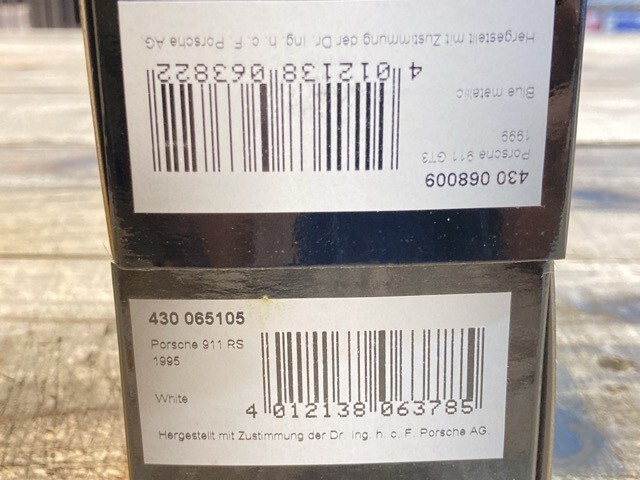 430 068009
Porsche 911 GT3
1999
Blue metallic
4 012138 063822
Hergestellt mit Zustimmung der Dr. Ing. h. c. F. Porsche AG.
430 065105
Porsche 911 RS
1995
White
4 012138 063785
Hergestellt mit Zustimmung der Dr. Ing. h. c. F. Porsche AG.